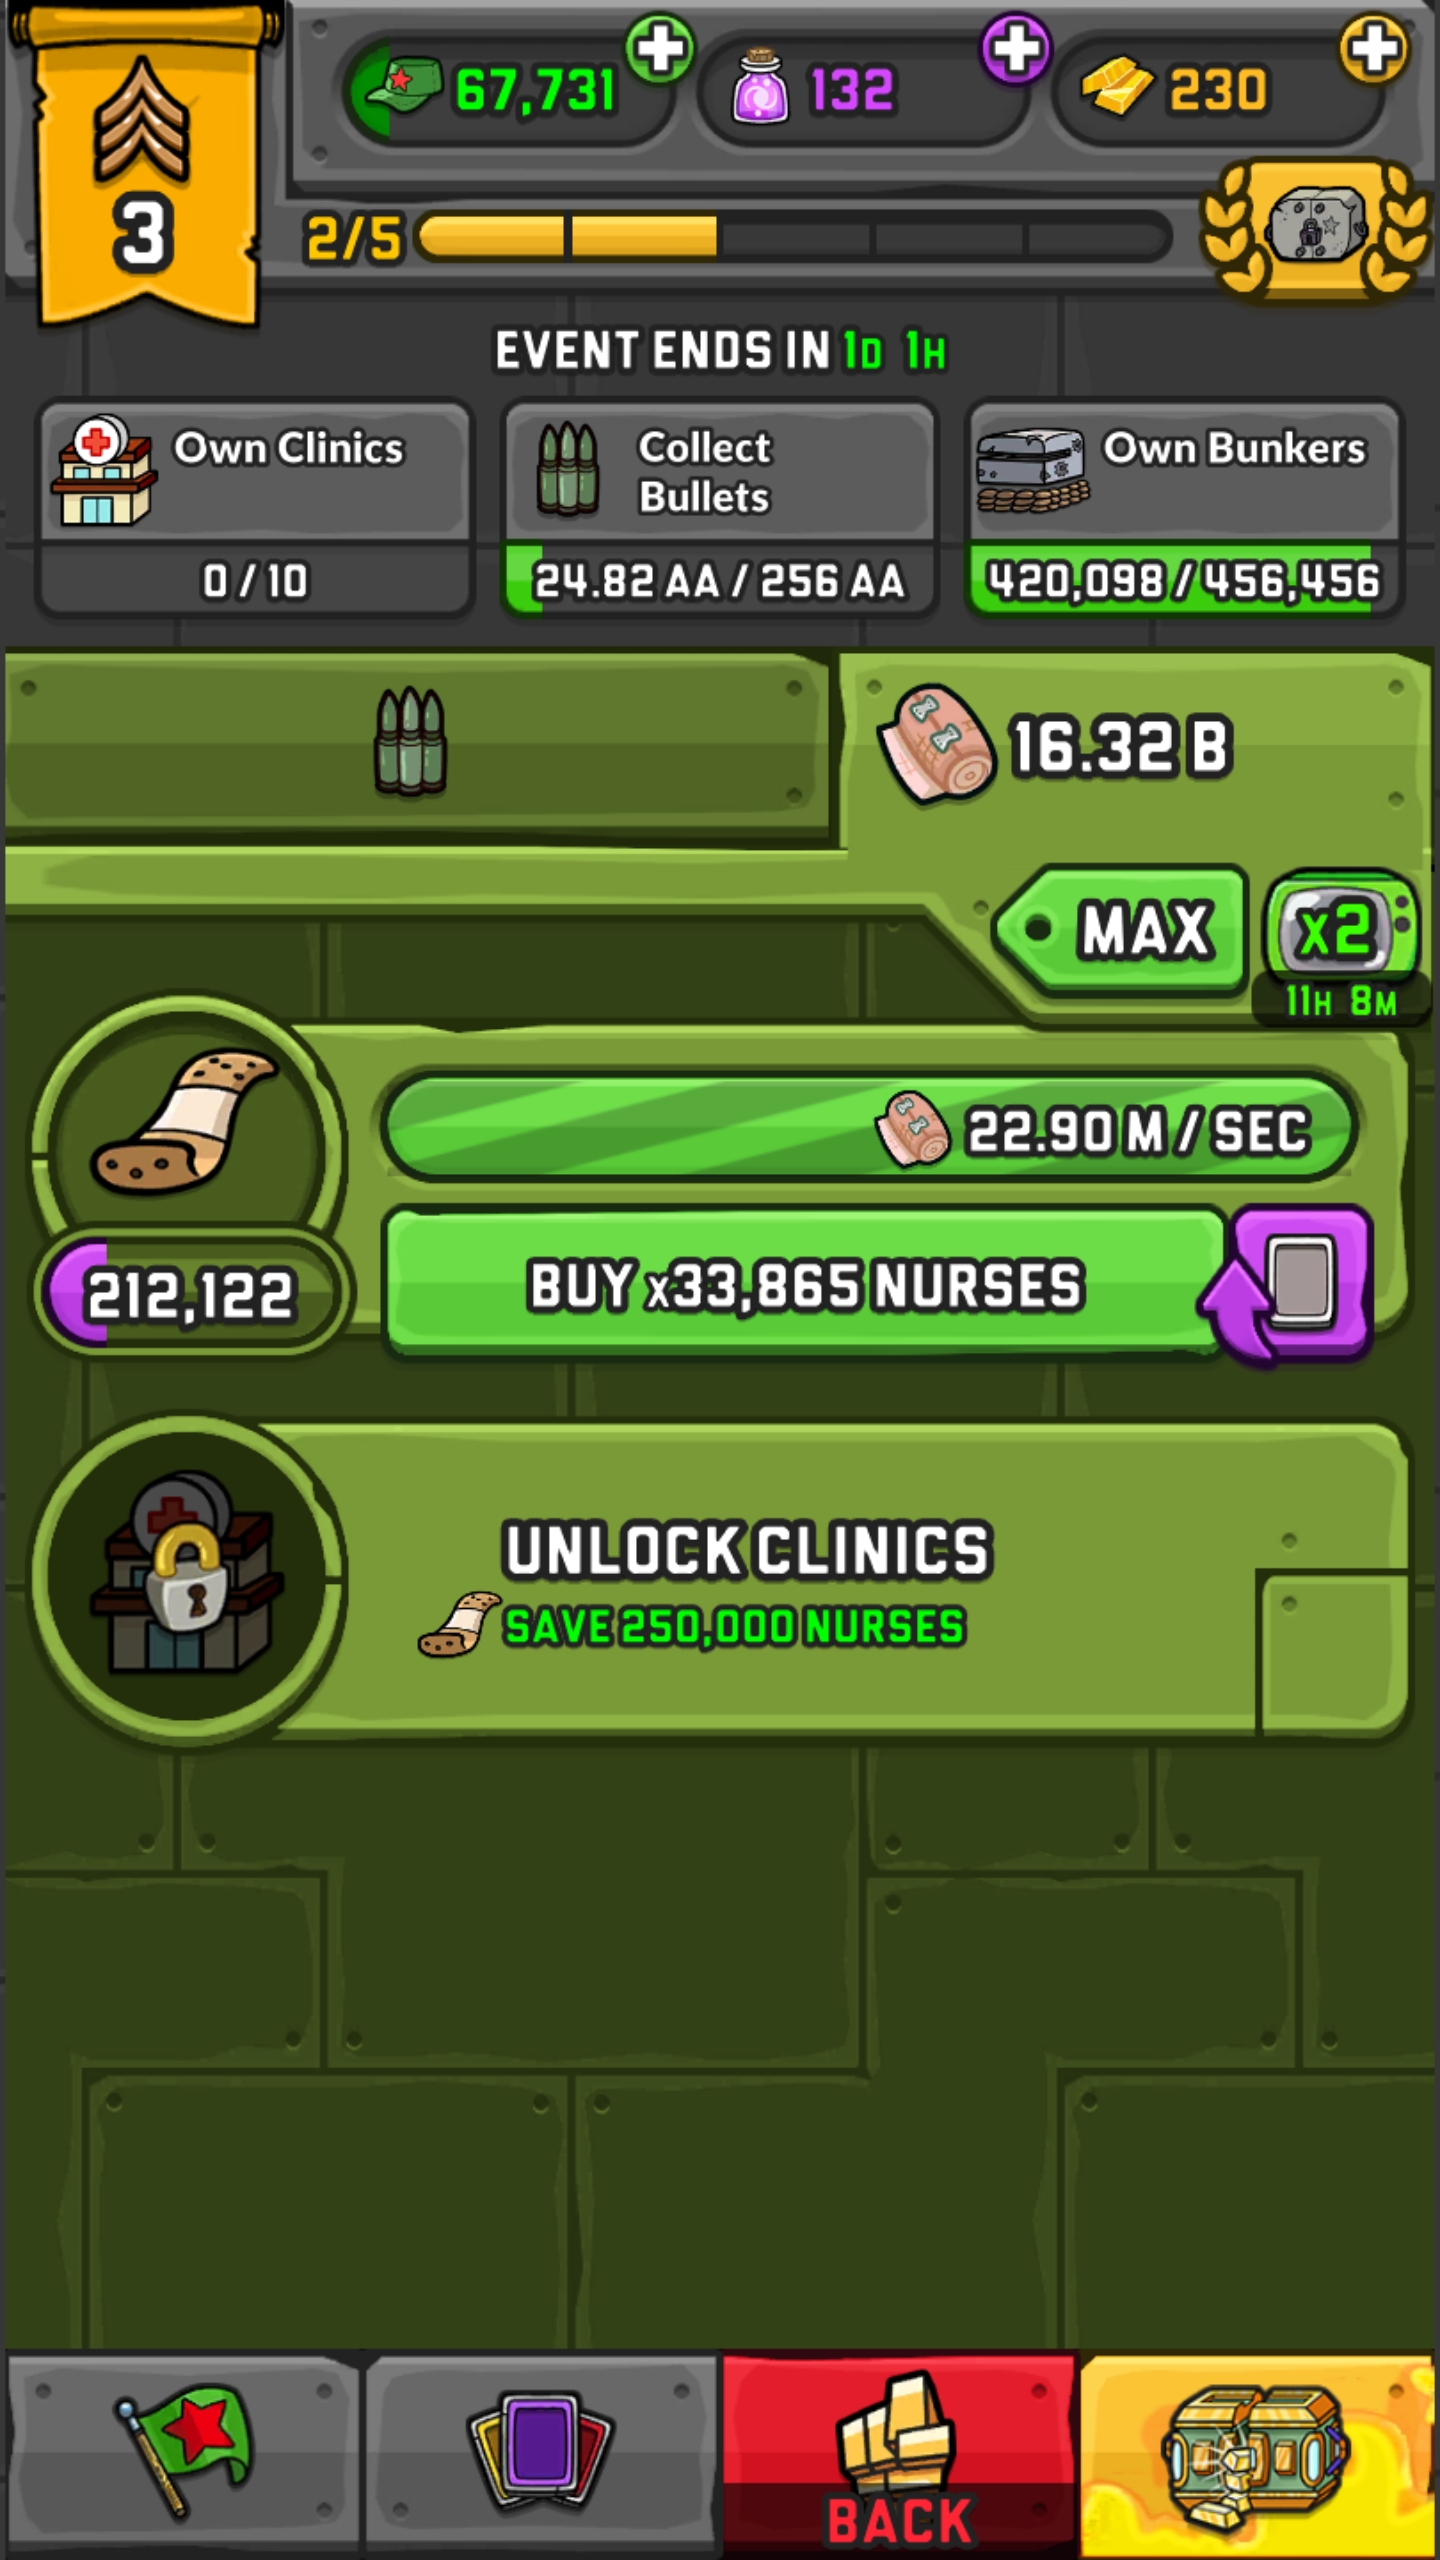 67,731
132
230
3
2/5
EVENT ENDS IN 1D 1H
Own Clinics
0 / 10
Collect
Bullets
24.82 AA / 256 AA
Own Bunkers
420,098 / 456,456
16.32 B
MAX
x2
11H 8M
22.90 M / SEC
212,122
BUY x33,865 NURSES
UNLOCK CLINICS
SAVE 250,000 NURSES
BACK